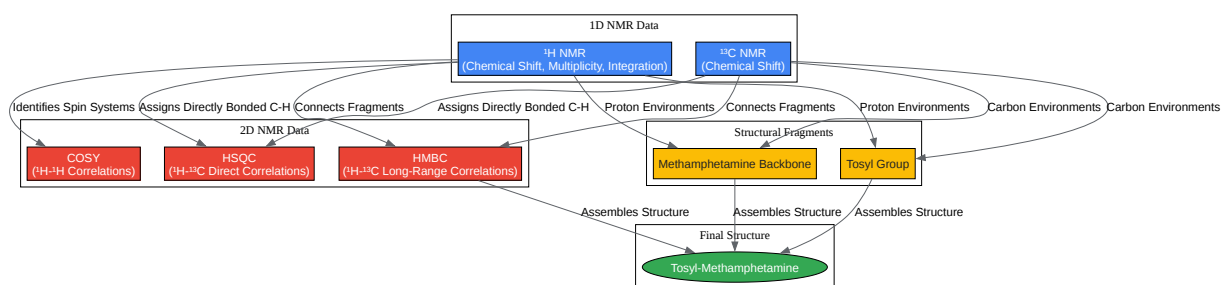 1D NMR Data
¹H NMR
(Chemical Shift, Multiplicity, Integration)
¹³C NMR
(Chemical Shift)
Identifies Spin Systems
Assigns Directly Bonded C-H
Connects Fragments
Assigns Directly Bonded C-H
Proton Environments
Connects Fragments
Proton Environments
Carbon Environments
Carbon Environments
2D NMR Data
Structural Fragments
COSY
(¹H-¹H Correlations)
HSQC
(¹H-¹³C Direct Correlations)
HMBC
(¹H-¹³C Long-Range Correlations)
Methamphetamine Backbone
Tosyl Group
Assembles Structure
Assembles Structure
Assembles Structure
Final Structure
Tosyl-Methamphetamine